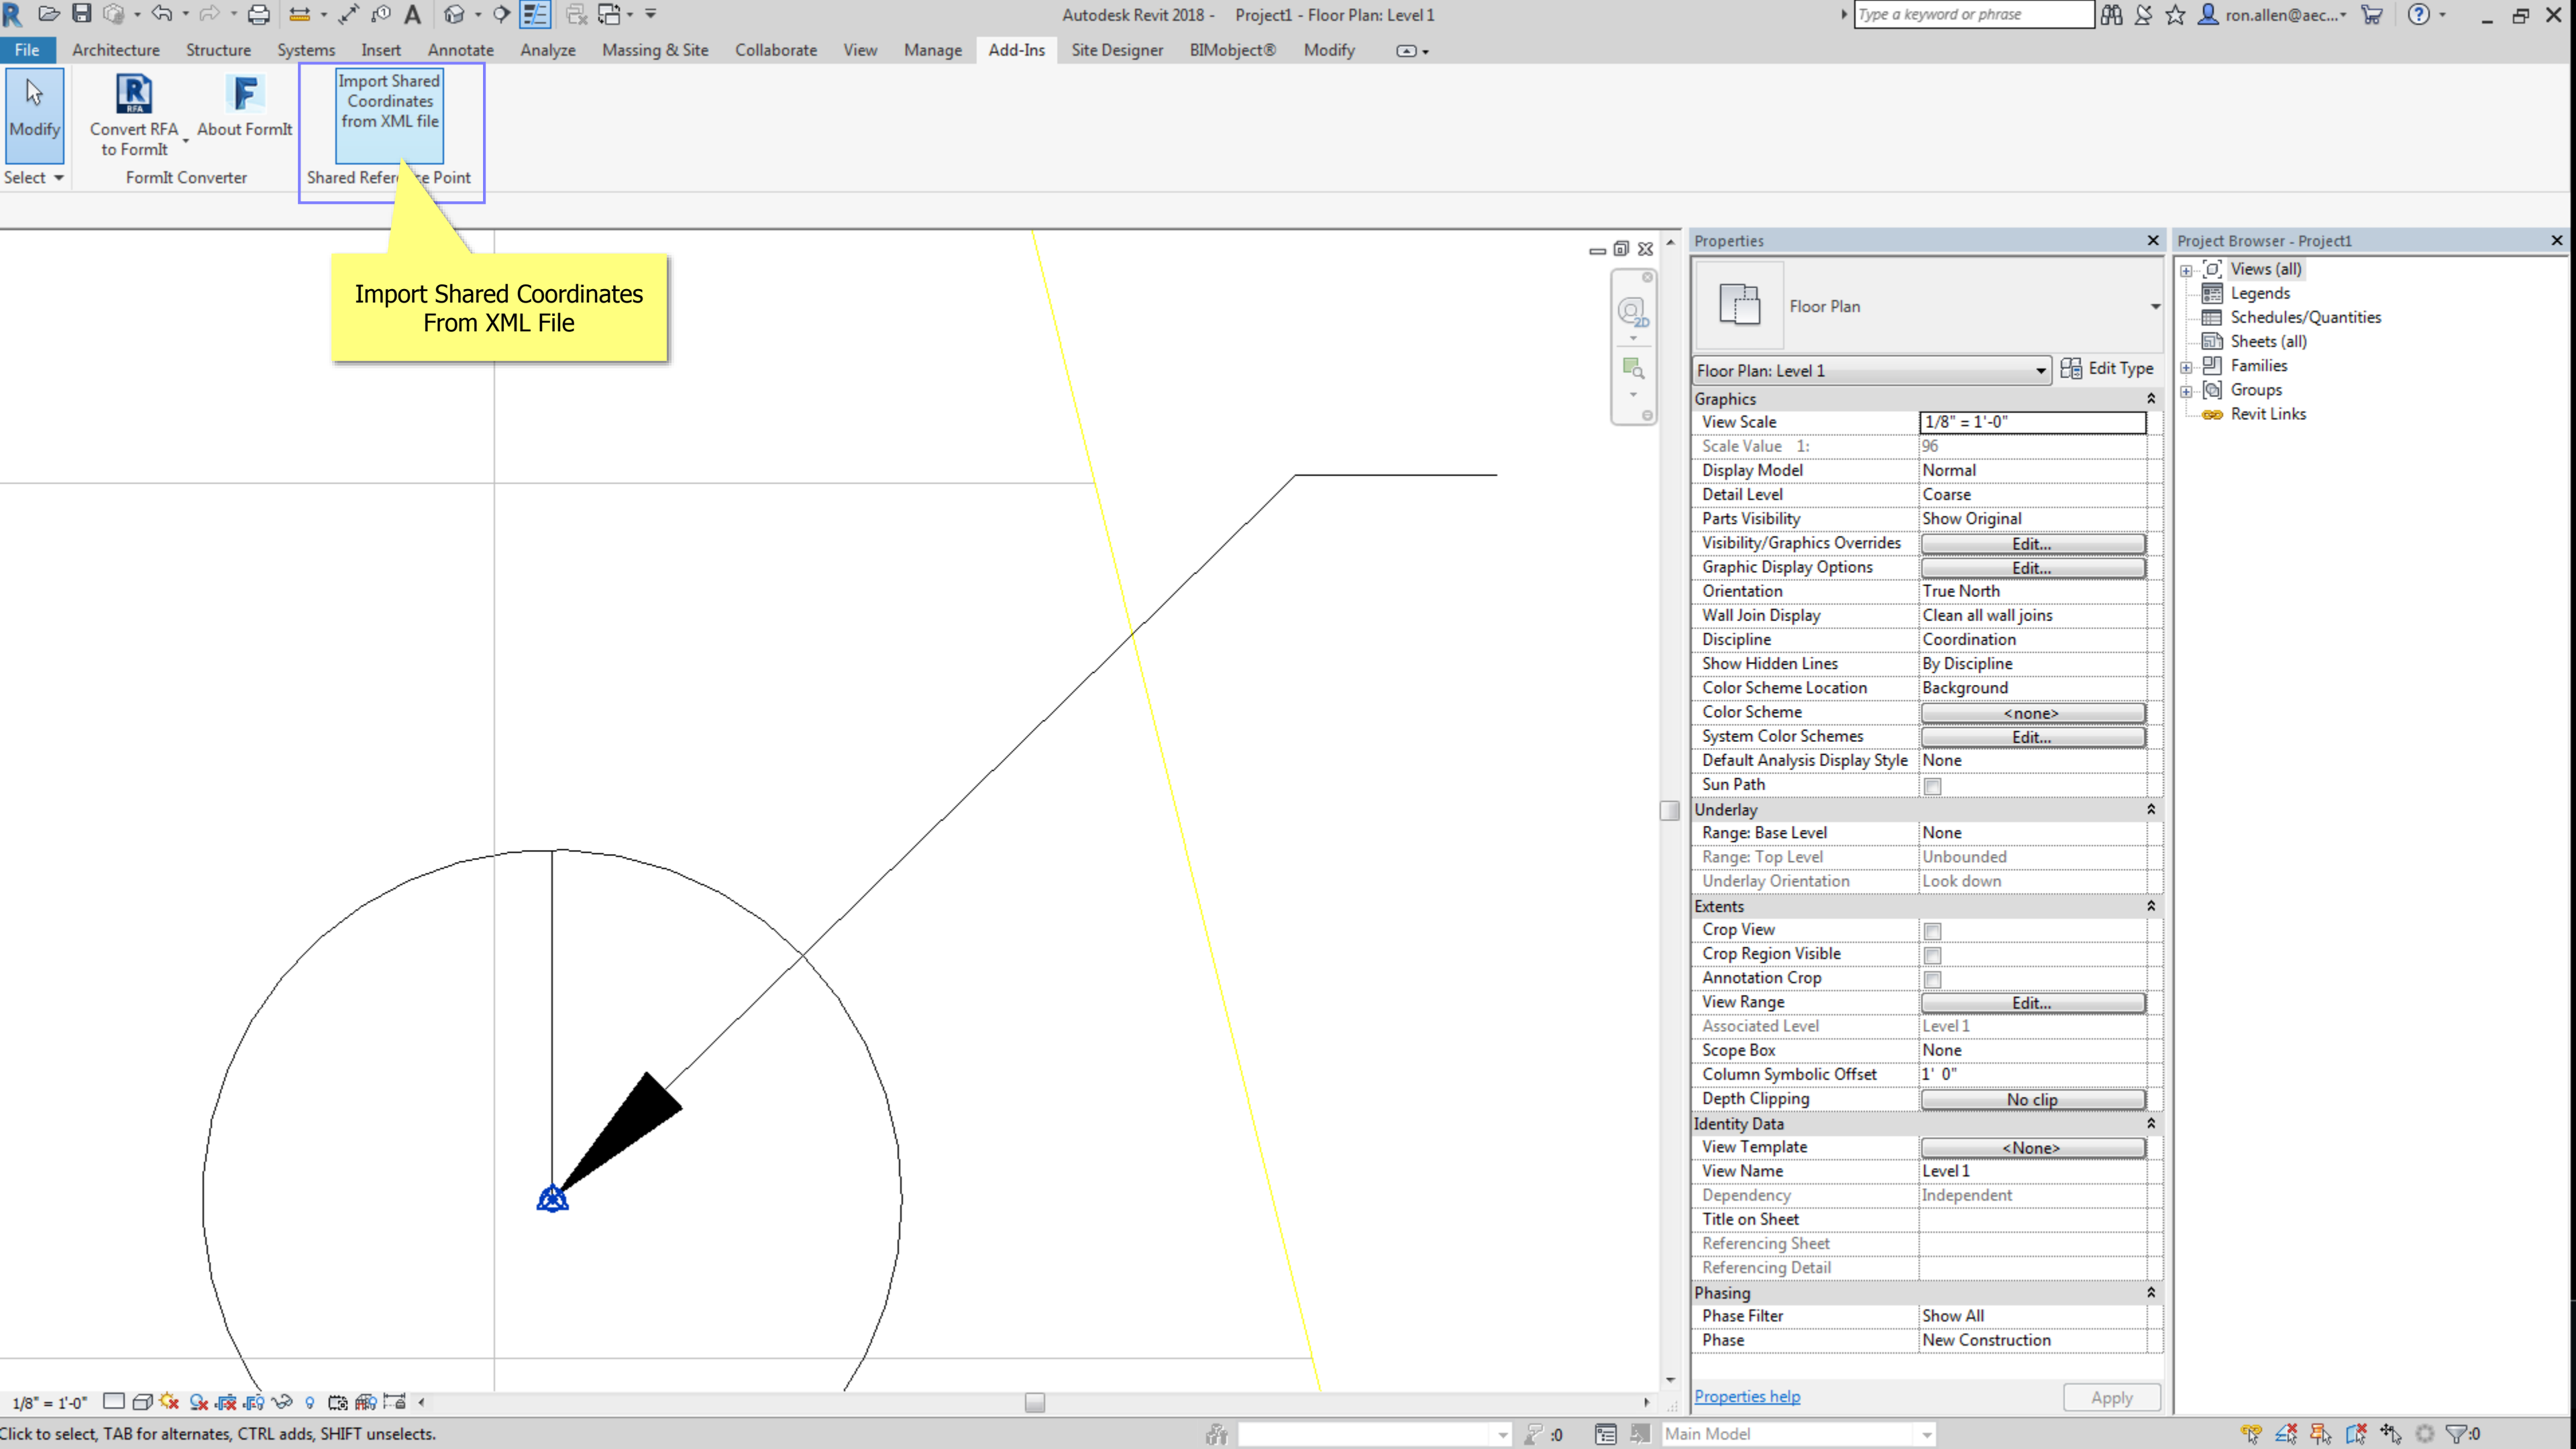 Autodesk Revit 2018 - Project1 - Floor Plan: Level 1
Type a keyword or phrase
ron.allen@aec...
File Architecture Structure Systems Insert Annotate Analyze Massing & Site Collaborate View Manage Add-Ins Site Designer BIMobject® Modify
Modify
Select
RFA
Convert RFA
to FormIt
About FormIt
FormIt Converter
Import Shared
Coordinates
from XML file
Shared Refere ce Point
Import Shared Coordinates
From XML File
2D
Properties
Floor Plan
Floor Plan: Level 1
Edit Type
Graphics
View Scale 1/8" = 1'-0"
Scale Value 1: 96
Display Model Normal
Detail Level Coarse
Parts Visibility Show Original
Visibility/Graphics Overrides Edit...
Graphic Display Options Edit...
Orientation True North
Wall Join Display Clean all wall joins
Discipline Coordination
Show Hidden Lines By Discipline
Color Scheme Location Background
Color Scheme <none>
System Color Schemes Edit...
Default Analysis Display Style None
Sun Path
Underlay
Range: Base Level None
Range: Top Level Unbounded
Underlay Orientation Look down
Extents
Crop View
Crop Region Visible
Annotation Crop
View Range Edit...
Associated Level Level 1
Scope Box None
Column Symbolic Offset 1' 0"
Depth Clipping No clip
Identity Data
View Template <None>
View Name Level 1
Dependency Independent
Title on Sheet
Referencing Sheet
Referencing Detail
Phasing
Phase Filter Show All
Phase New Construction
Properties help
Apply
Project Browser - Project1
Views (all)
Legends
Schedules/Quantities
Sheets (all)
Families
Groups
Revit Links
1/8" = 1'-0"
Click to select, TAB for alternates, CTRL adds, SHIFT unselects.
:0
Main Model
:0